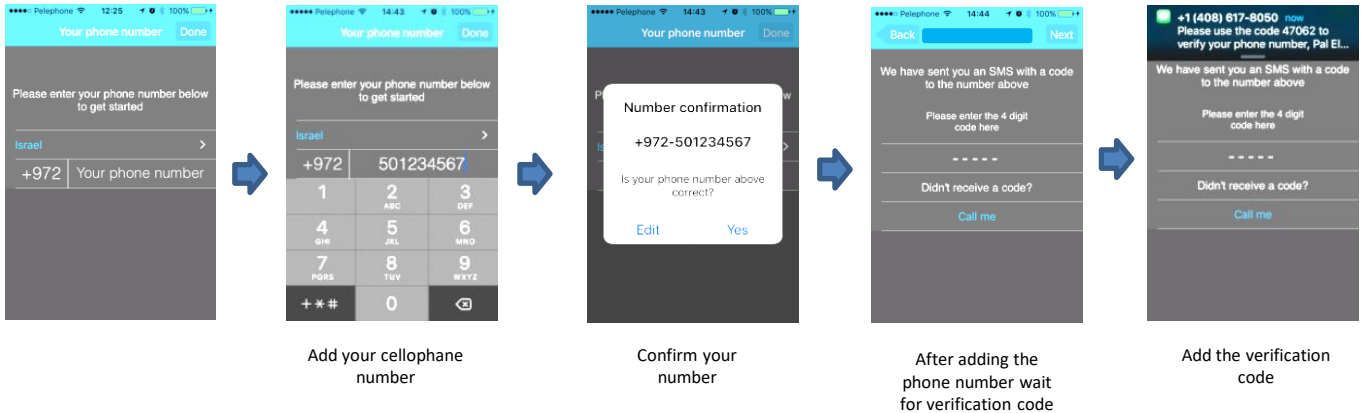 Pelephone 12:25 100%
Your phone number Done
Please enter your phone number below
to get started
Israel >
+972 Your phone number
Pelephone 14:43 100%
Your phone number Done
Please enter your phone number below
to get started
Israel >
+972 501234567
1 2 3
ABC DEF
4 5 6
GHI JKL MNO
7 8 9
PQRS TUV WXYZ
+*# 0
Add your cellophane
number
Pelephone 14:43 100%
Your phone number Done
P w
Number confirmation
+972-501234567
Is >
Is your phone number above
correct?
Edit Yes
Confirm your
number
Pelephone 14:44 100%
Back Next
We have sent you an SMS with a code
to the number above
Please enter the 4 digit
code here
- - - - -
Didn't receive a code?
Call me
After adding the
phone number wait
for verification code
+1 (408) 617-8050 now
Please use the code 47062 to
verify your phone number, Pal El...
We have sent you an SMS with a code
to the number above
Please enter the 4 digit
code here
- - - - -
Didn't receive a code?
Call me
Add the verification
code